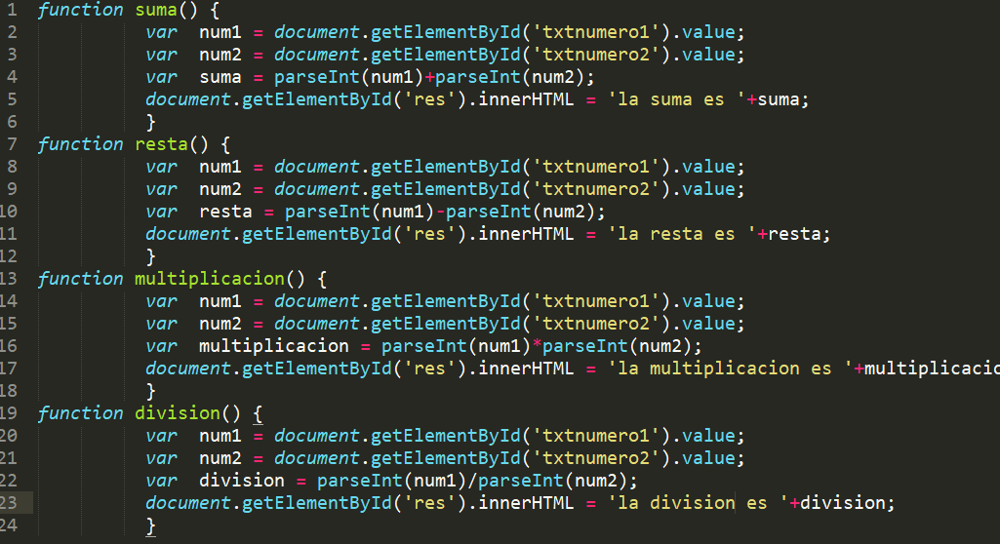 1 function suma() {
2 var num1 = document.getElementById('txtnumero1').value;
3 var num2 = document.getElementById('txtnumero2').value;
4 var suma = parseInt(num1)+parseInt(num2);
5 document.getElementById('res').innerHTML = 'la suma es '+suma;
6 }
7 function resta() {
8 var num1 = document.getElementById('txtnumero1').value;
9 var num2 = document.getElementById('txtnumero2').value;
10 var resta = parseInt(num1)-parseInt(num2);
11 document.getElementById('res').innerHTML = 'la resta es '+resta;
12 }
13 function multiplicacion() {
14 var num1 = document.getElementById('txtnumero1').value;
15 var num2 = document.getElementById('txtnumero2').value;
16 var multiplicacion = parseInt(num1)*parseInt(num2);
17 document.getElementById('res').innerHTML = 'la multiplicacion es '+multiplicacio
18 }
19 function division() {
20 var num1 = document.getElementById('txtnumero1').value;
21 var num2 = document.getElementById('txtnumero2').value;
22 var division = parseInt(num1)/parseInt(num2);
23 document.getElementById('res').innerHTML = 'la division es '+division;
24 }